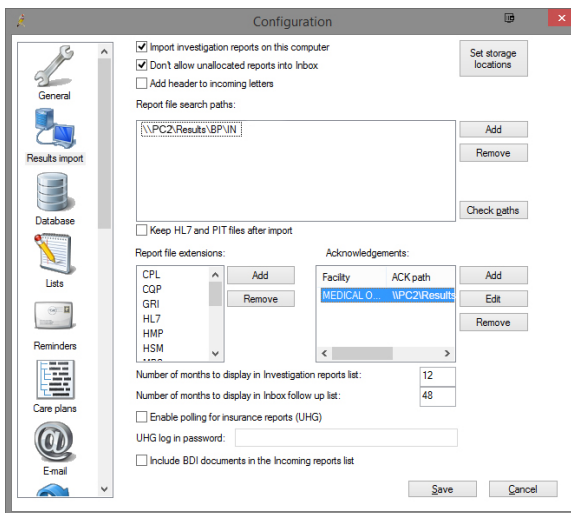 Configuration
General
Results import
Database
Lists
Reminders
Care plans
E-mail
Import investigation reports on this computer
Don't allow unallocated reports into Inbox
Add header to incoming letters
Set storage
locations
Report file search paths:
\\PC2\Results\BP\IN
Add
Remove
Check paths
Keep HL7 and PIT files after import
Report file extensions:
CPL
CQP
GRI
HL7
HMP
HSM
Add
Remove
Acknowledgements:
Facility ACK path
MEDICAL O... \\PC2\Results
Add
Edit
Remove
Number of months to display in Investigation reports list: 12
Number of months to display in Inbox follow up list: 48
Enable polling for insurance reports (UHG)
UHG log in password:
Include BDI documents in the Incoming reports list
Save Cancel